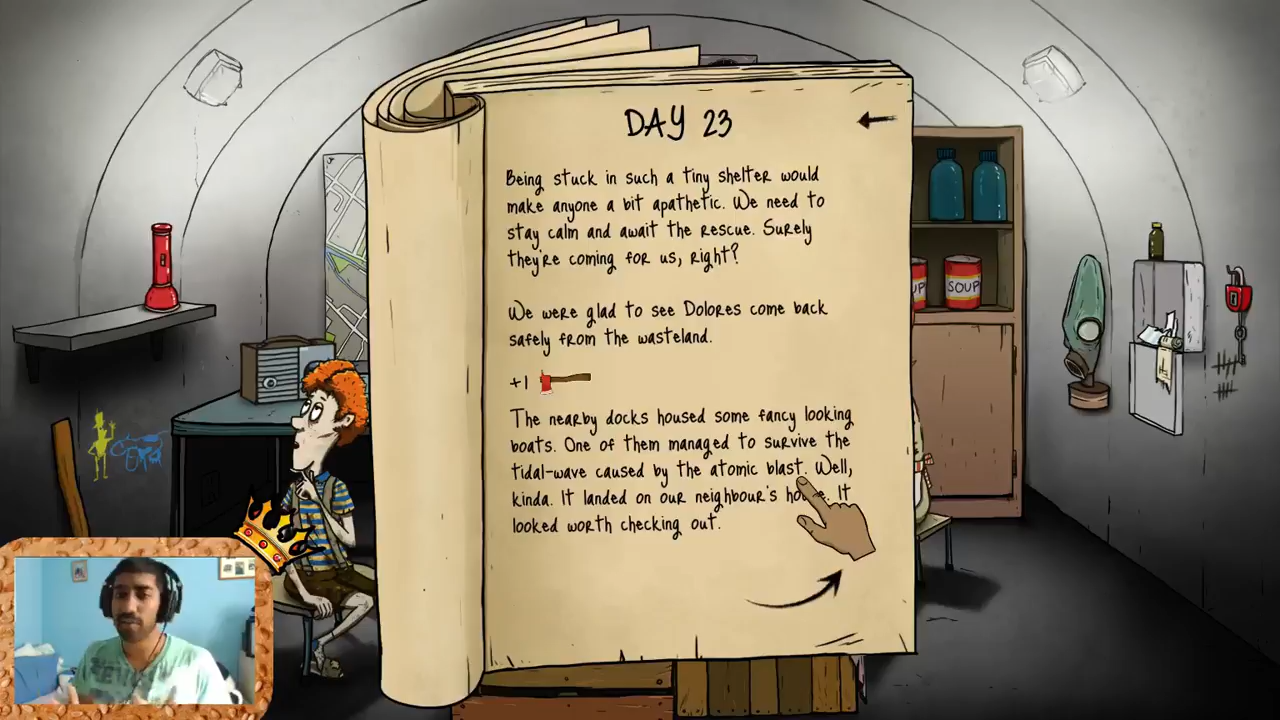 DAY 23
Being stuck in such a tiny shelter would
make anyone a bit apathetic. We need to
stay calm and await the rescue. Surely
they're coming for us, right?
We were glad to see Dolores come back
safely from the wasteland.
+1
The nearby docks housed some fancy looking
boats. One of them managed to survive the
tidal-wave caused by the atomic blast. Well,
kinda. It landed on our neighbour's It
looked worth checking out.
UP
SOUP